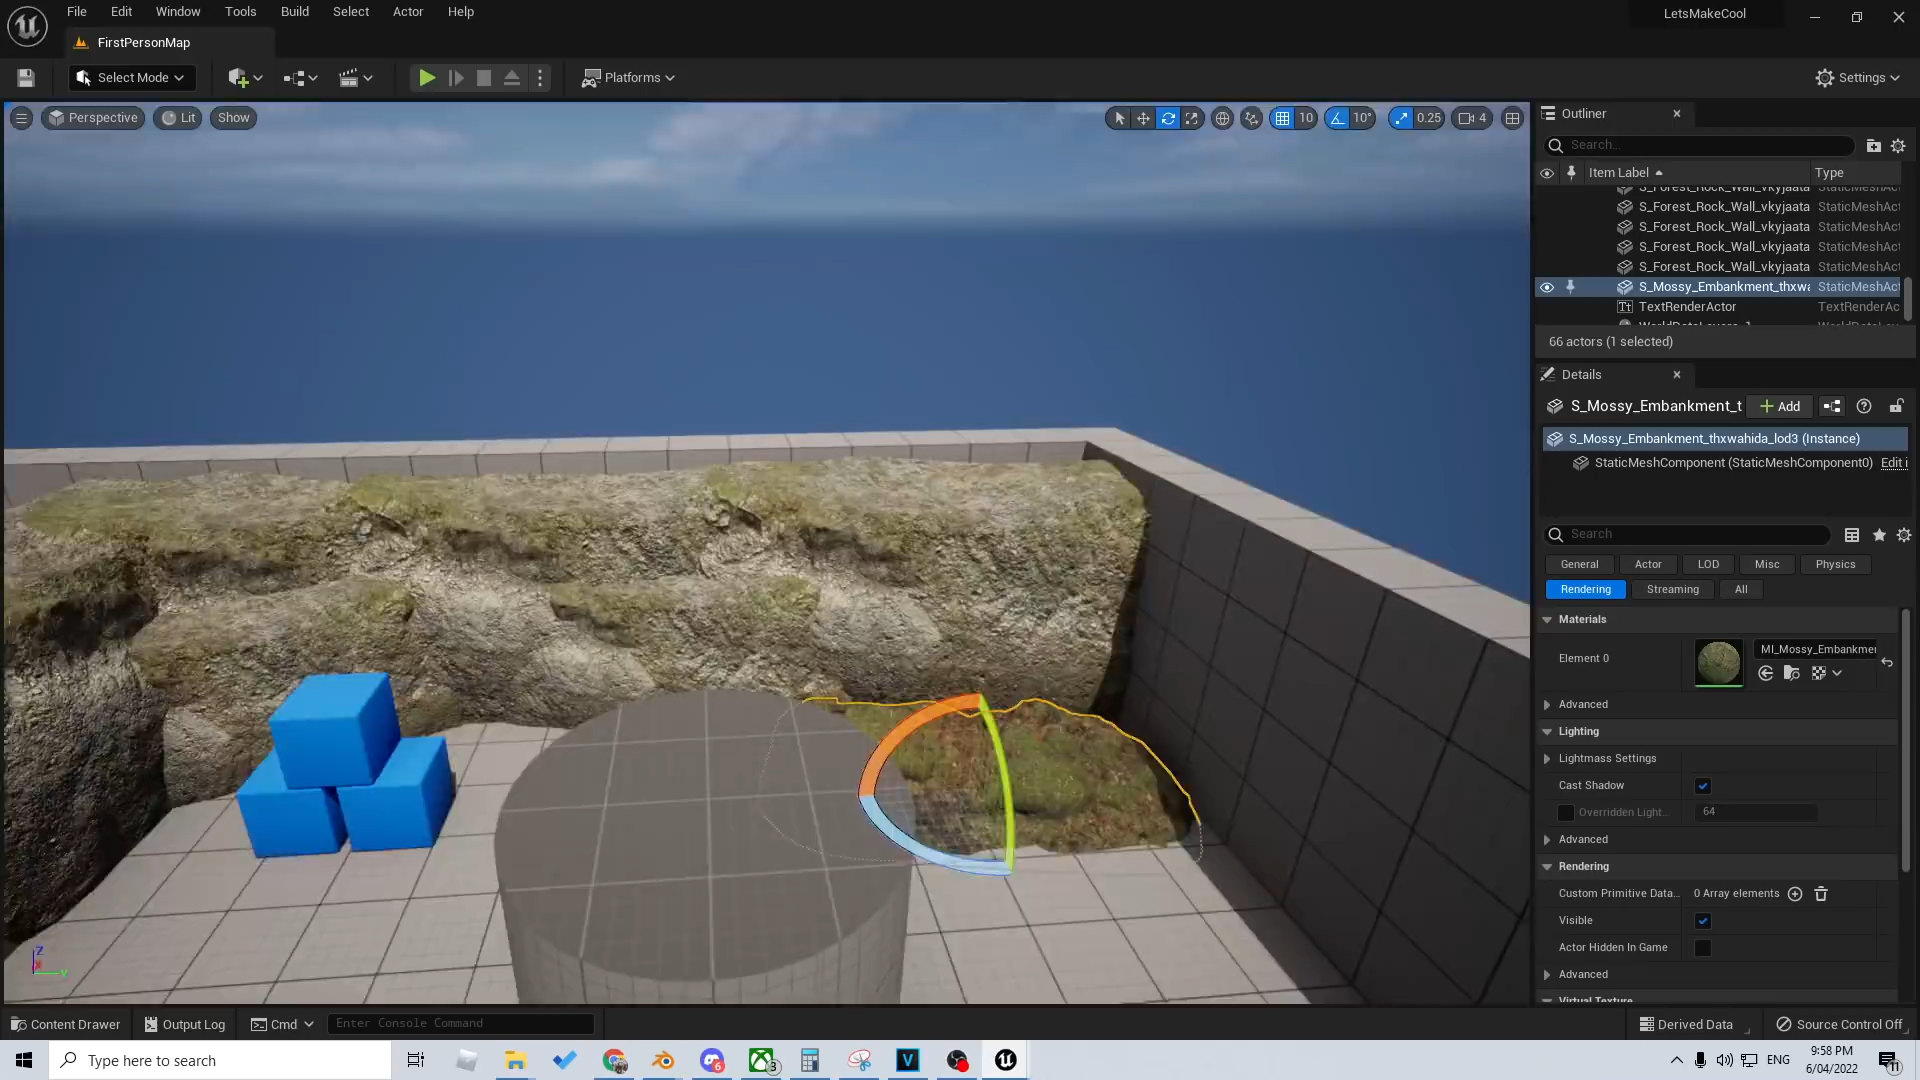 File Edit Window Tools Build Select Actor Help
LetsMakeCool
FirstPersonMap
Select Mode
Platforms
Settings
Perspective Lit Show
10 10° 0.25 4
Outliner
Search...
Item Label Type
S_Forest_Rock_Wall_vkyjaata StaticMeshAct
S_Forest_Rock_Wall_vkyjaata StaticMeshAct
S_Forest_Rock_Wall_vkyjaata StaticMeshAct
S_Forest_Rock_Wall_vkyjaata StaticMeshAct
S_Forest_Rock_Wall_vkyjaata StaticMeshAct
S_Mossy_Embankment_thxwa StaticMeshAct
TextRenderActor TextRenderAc
66 actors (1 selected)
Details
S_Mossy_Embankment_t Add
S_Mossy_Embankment_thxwahida_lod3 (Instance)
StaticMeshComponent (StaticMeshComponent0) Edit i
Search
General Actor LOD Misc Physics
Rendering Streaming All
Materials
Element 0
MI_Mossy_Embankmer
Advanced
Lighting
Lightmass Settings
Cast Shadow
Overridden Light... 64
Advanced
Rendering
Custom Primitive Data... 0 Array elements
Visible
Actor Hidden In Game
Advanced
Virtual Texture
Z
X
Y
Content Drawer Output Log Cmd Enter Console Command
Derived Data Source Control Off
Type here to search
6
3
V
ENG
9:58 PM
6/04/2022
11